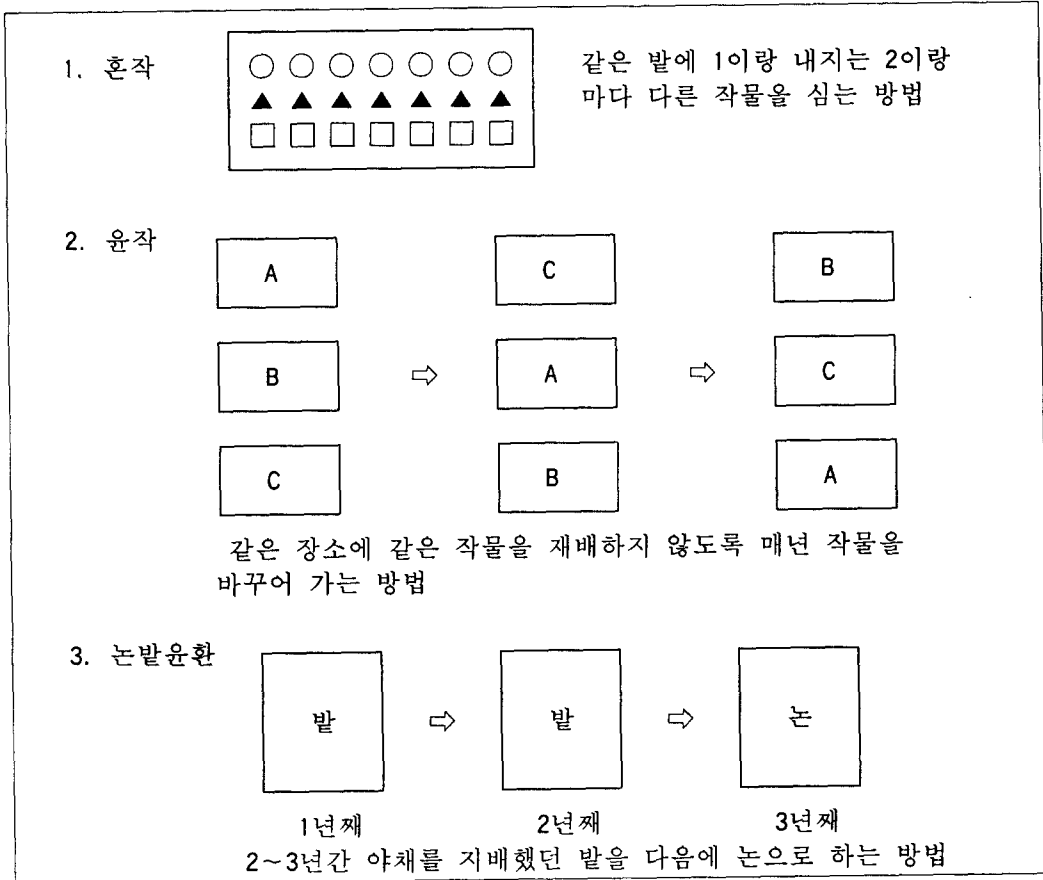 1. 혼작
같은 밭에 1이랑 내지는 2이랑
마다 다른 작물을 심는 방법
2. 윤작
A C B
B ⇨ A ⇨ C
C B A
같은 장소에 같은 작물을 재배하지 않도록 매년 작물을
바꾸어 가는 방법
3. 논밭윤환
밭 ⇨ 밭 ⇨ 논
1년째 2년째 3년째
2~3년간 야채를 지배했던 밭을 다음에 논으로 하는 방법